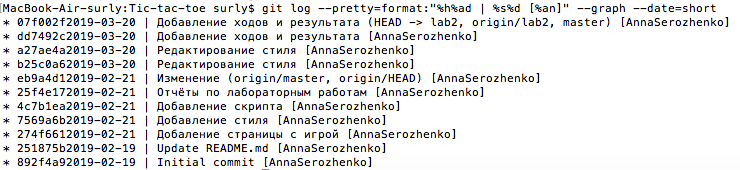 [MacBook-Air-surly:Tic-tac-toe surly$ git log --pretty=format:"%h%ad | %s%d [%an]" --graph --date=short
* 07f002f2019-03-20 | Добавление ходов и результата (HEAD -> lab2, origin/lab2, master) [AnnaSerozhenko]
* dd7492c2019-03-20 | Добавление ходов и результата [AnnaSerozhenko]
* a27ae4a2019-03-20 | Редактирование стиля [AnnaSerozhenko]
* b25c0a62019-03-20 | Редактирование стиля [AnnaSerozhenko]
* eb9a4d12019-02-21 | Изменение (origin/master, origin/HEAD) [AnnaSerozhenko]
* 25f4e172019-02-21 | Отчёты по лабораторным работам [AnnaSerozhenko]
* 4c7b1ea2019-02-21 | Добавление скрипта [AnnaSerozhenko]
* 7569a6b2019-02-21 | Добавление стиля [AnnaSerozhenko]
* 274f6612019-02-21 | Добаление страницы с игрой [AnnaSerozhenko]
* 251875b2019-02-19 | Update README.md [AnnaSerozhenko]
* 892f4a92019-02-19 | Initial commit [AnnaSerozhenko]